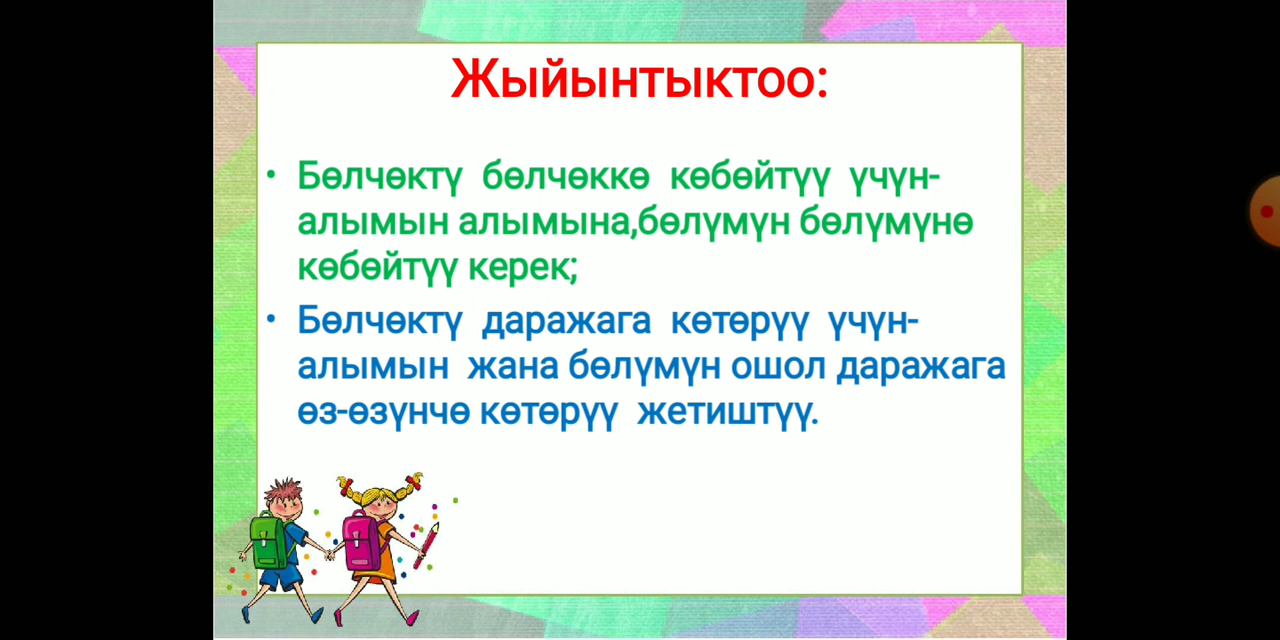 Жыйынтыктоо:
• Бөлчөктү бөлчөккө көбөйтүү үчүн-
алымын алымына,бөлүмүн бөлүмүнө
көбөйтүү керек;
• Бөлчөктү даражага көтөрүү үчүн-
алымын жана бөлүмүн ошол даражага
өз-өзүнчө көтөрүү жетиштүү.